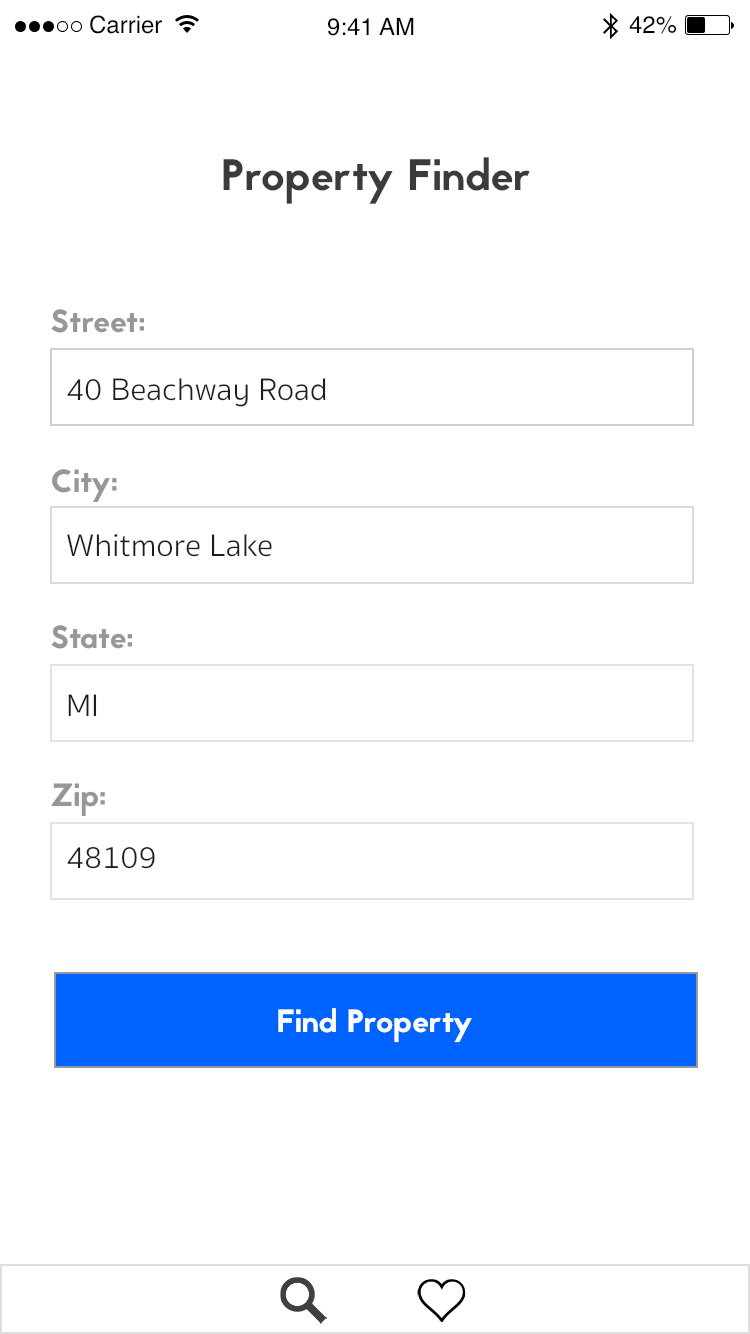 Carrier 9:41 AM 42%
Property Finder
Street:
40 Beachway Road
City:
Whitmore Lake
State:
MI
Zip:
48109
Find Property